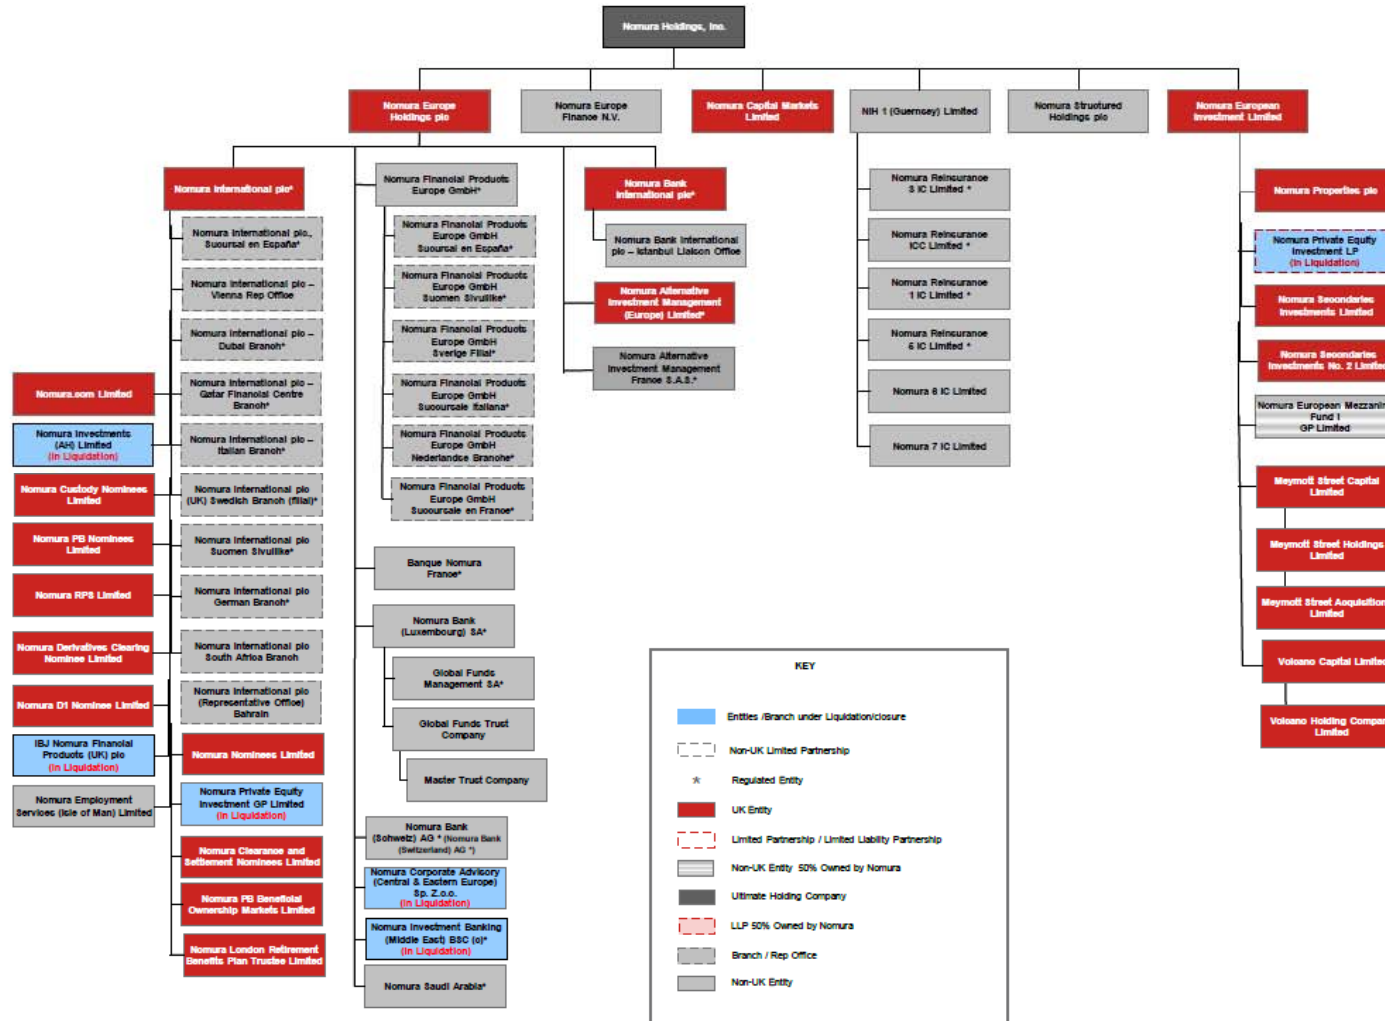 Nomura Holdings, Inc.
Nomura Europe
Holdings plc
Nomura Europe
Finance N.V.
Nomura Capital Markets
Limited
NIH 1 (Guernsey) Limited
Nomura Structured
Holdings plc
Nomura European
Investment Limited
Nomura International plc*
Nomura International plc.,
Sucursal en España*
Nomura International plc –
Vienna Rep Office
Nomura International plc –
Dubai Branch*
Nomura International plc –
Qatar Financial Centre
Branch*
Nomura International plc –
Italian Branch*
Nomura International plc
(UK) Swedish Branch (filial)*
Nomura International plc
Suomen Sivuliike*
Nomura International plc
German Branch*
Nomura International plc
South Africa Branch
Nomura International plc
(Representative Office)
Bahrain
Nomura Nominees Limited
Nomura Private Equity
Investment GP Limited
(In Liquidation)
Nomura Clearance and
Settlement Nominees Limited
Nomura PB Beneficial
Ownership Markets Limited
Nomura London Retirement
Benefits Plan Trustee Limited
Nomura.com Limited
Nomura Investments
(AH) Limited
(In Liquidation)
Nomura Custody Nominees
Limited
Nomura PB Nominees
Limited
Nomura RPS Limited
Nomura Derivatives Clearing
Nominee Limited
Nomura D1 Nominee Limited
IBJ Nomura Financial
Products (UK) plc
(In Liquidation)
Nomura Employment
Services (Isle of Man) Limited
Nomura Financial Products
Europe GmbH*
Nomura Financial Products
Europe GmbH
Sucursal en España*
Nomura Financial Products
Europe GmbH
Suomen Sivuliike*
Nomura Financial Products
Europe GmbH
Sverige Filial*
Nomura Financial Products
Europe GmbH
Succursale Italiana*
Nomura Financial Products
Europe GmbH
Nederlandse Branche*
Nomura Financial Products
Europe GmbH
Succursale en France*
Banque Nomura
France*
Nomura Bank
(Luxembourg) SA*
Global Funds
Management SA*
Global Funds Trust
Company
Master Trust Company
Nomura Bank
(Schweiz) AG * (Nomura Bank
(Switzerland) AG *)
Nomura Corporate Advisory
(Central & Eastern Europe)
Sp. Z.o.o.
(In Liquidation)
Nomura Investment Banking
(Middle East) BSC (c)*
(In Liquidation)
Nomura Saudi Arabia*
Nomura Bank
International plc*
Nomura Bank International
plc – Istanbul Liaison Office
Nomura Alternative
Investment Management
(Europe) Limited*
Nomura Alternative
Investment Management
France S.A.S.*
Nomura Reinsurance
3 IC Limited *
Nomura Reinsurance
ICC Limited *
Nomura Reinsurance
1 IC Limited *
Nomura Reinsurance
5 IC Limited *
Nomura 6 IC Limited
Nomura 7 IC Limited
Nomura Properties plc
Nomura Private Equity
Investment LP
(In Liquidation)
Nomura Secondaries
Investments Limited
Nomura Secondaries
Investments No. 2 Limited
Nomura European Mezzanin
Fund I
GP Limited
Meymott Street Capital
Limited
Meymott Street Holdings
Limited
Meymott Street Acquisition
Limited
Volcano Capital Limited
Volcano Holding Compan
Limited
KEY
Entities /Branch under Liquidation/closure
Non-UK Limited Partnership
* Regulated Entity
UK Entity
Limited Partnership / Limited Liability Partnership
Non-UK Entity 50% Owned by Nomura
Ultimate Holding Company
LLP 50% Owned by Nomura
Branch / Rep Office
Non-UK Entity